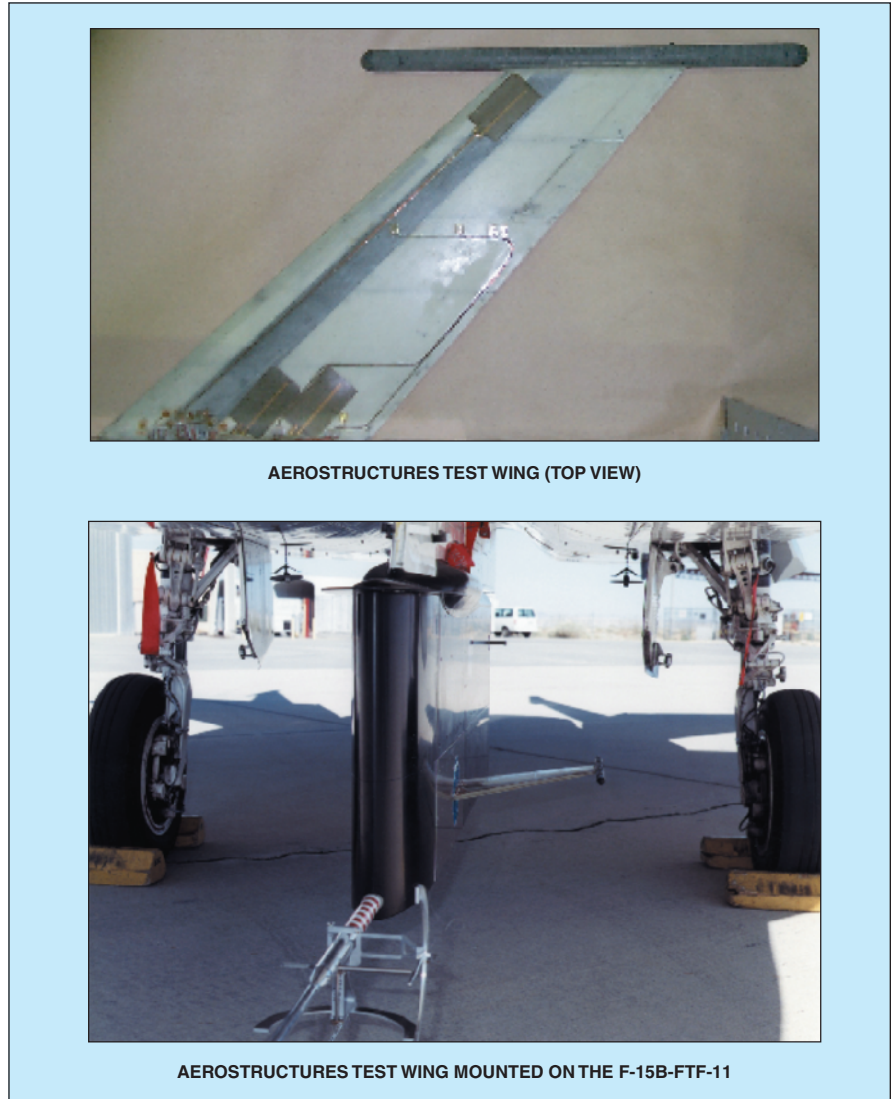 AEROSTRUCTURES TEST WING (TOP VIEW)
AEROSTRUCTURES TEST WING MOUNTED ON THE F-15B-FTF-11